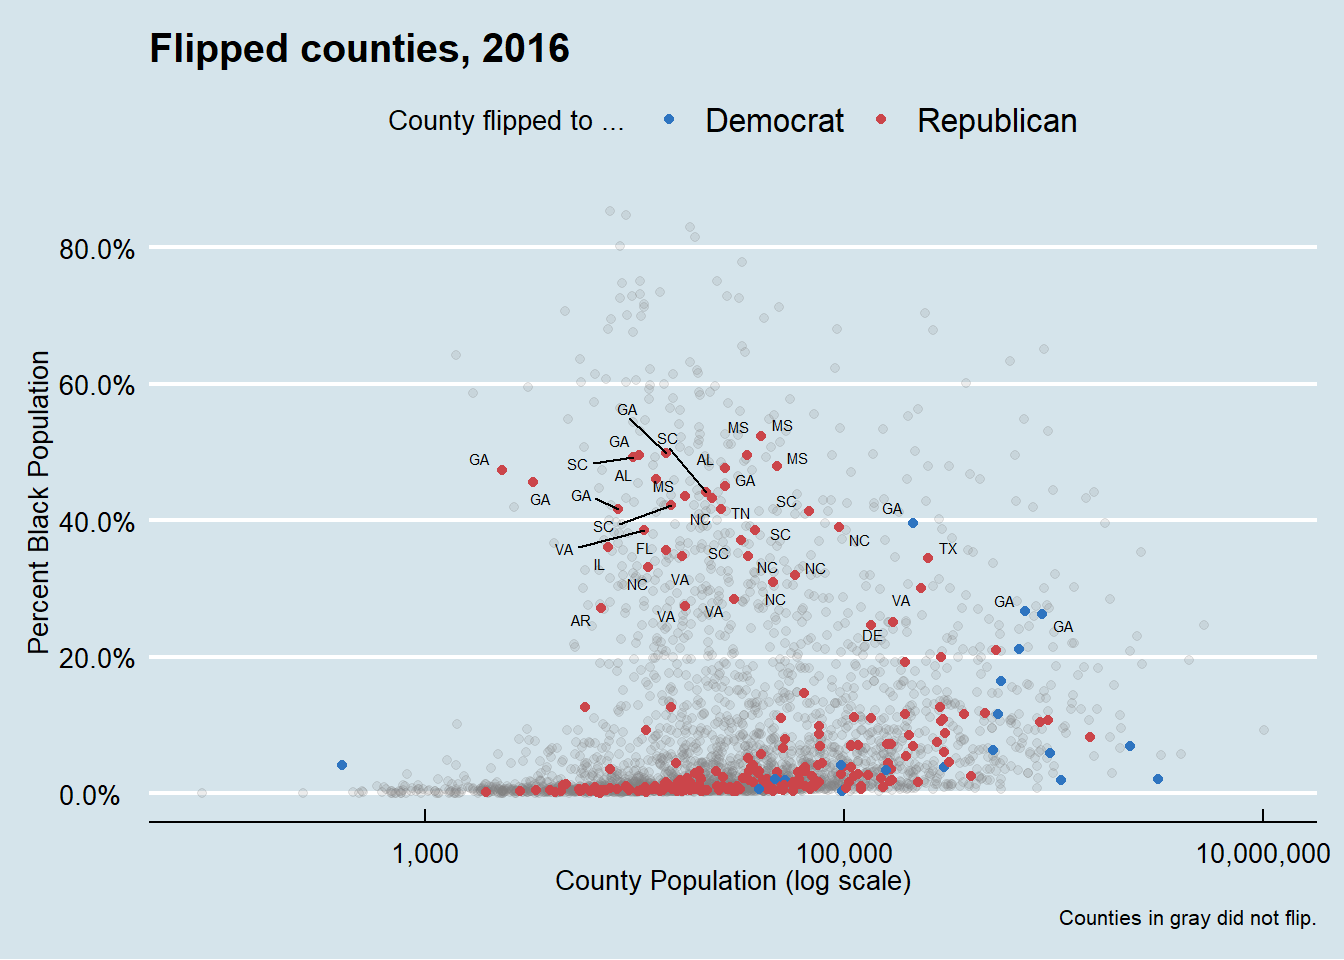 Flipped counties, 2016
County flipped to ... Democrat Republican
Percent Black Population
80.0%
60.0%
40.0%
20.0%
0.0%
GA
MS MS
GA SC
GA SC AL MS
AL GA
GA GA MS
SC GA
SC NC TN
VA FL SC NC TX
IL SC
NC VA NC NC
AR VA VA NC VA GA
DE GA
1,000 100,000 10,000,000
County Population (log scale)
Counties in gray did not flip.